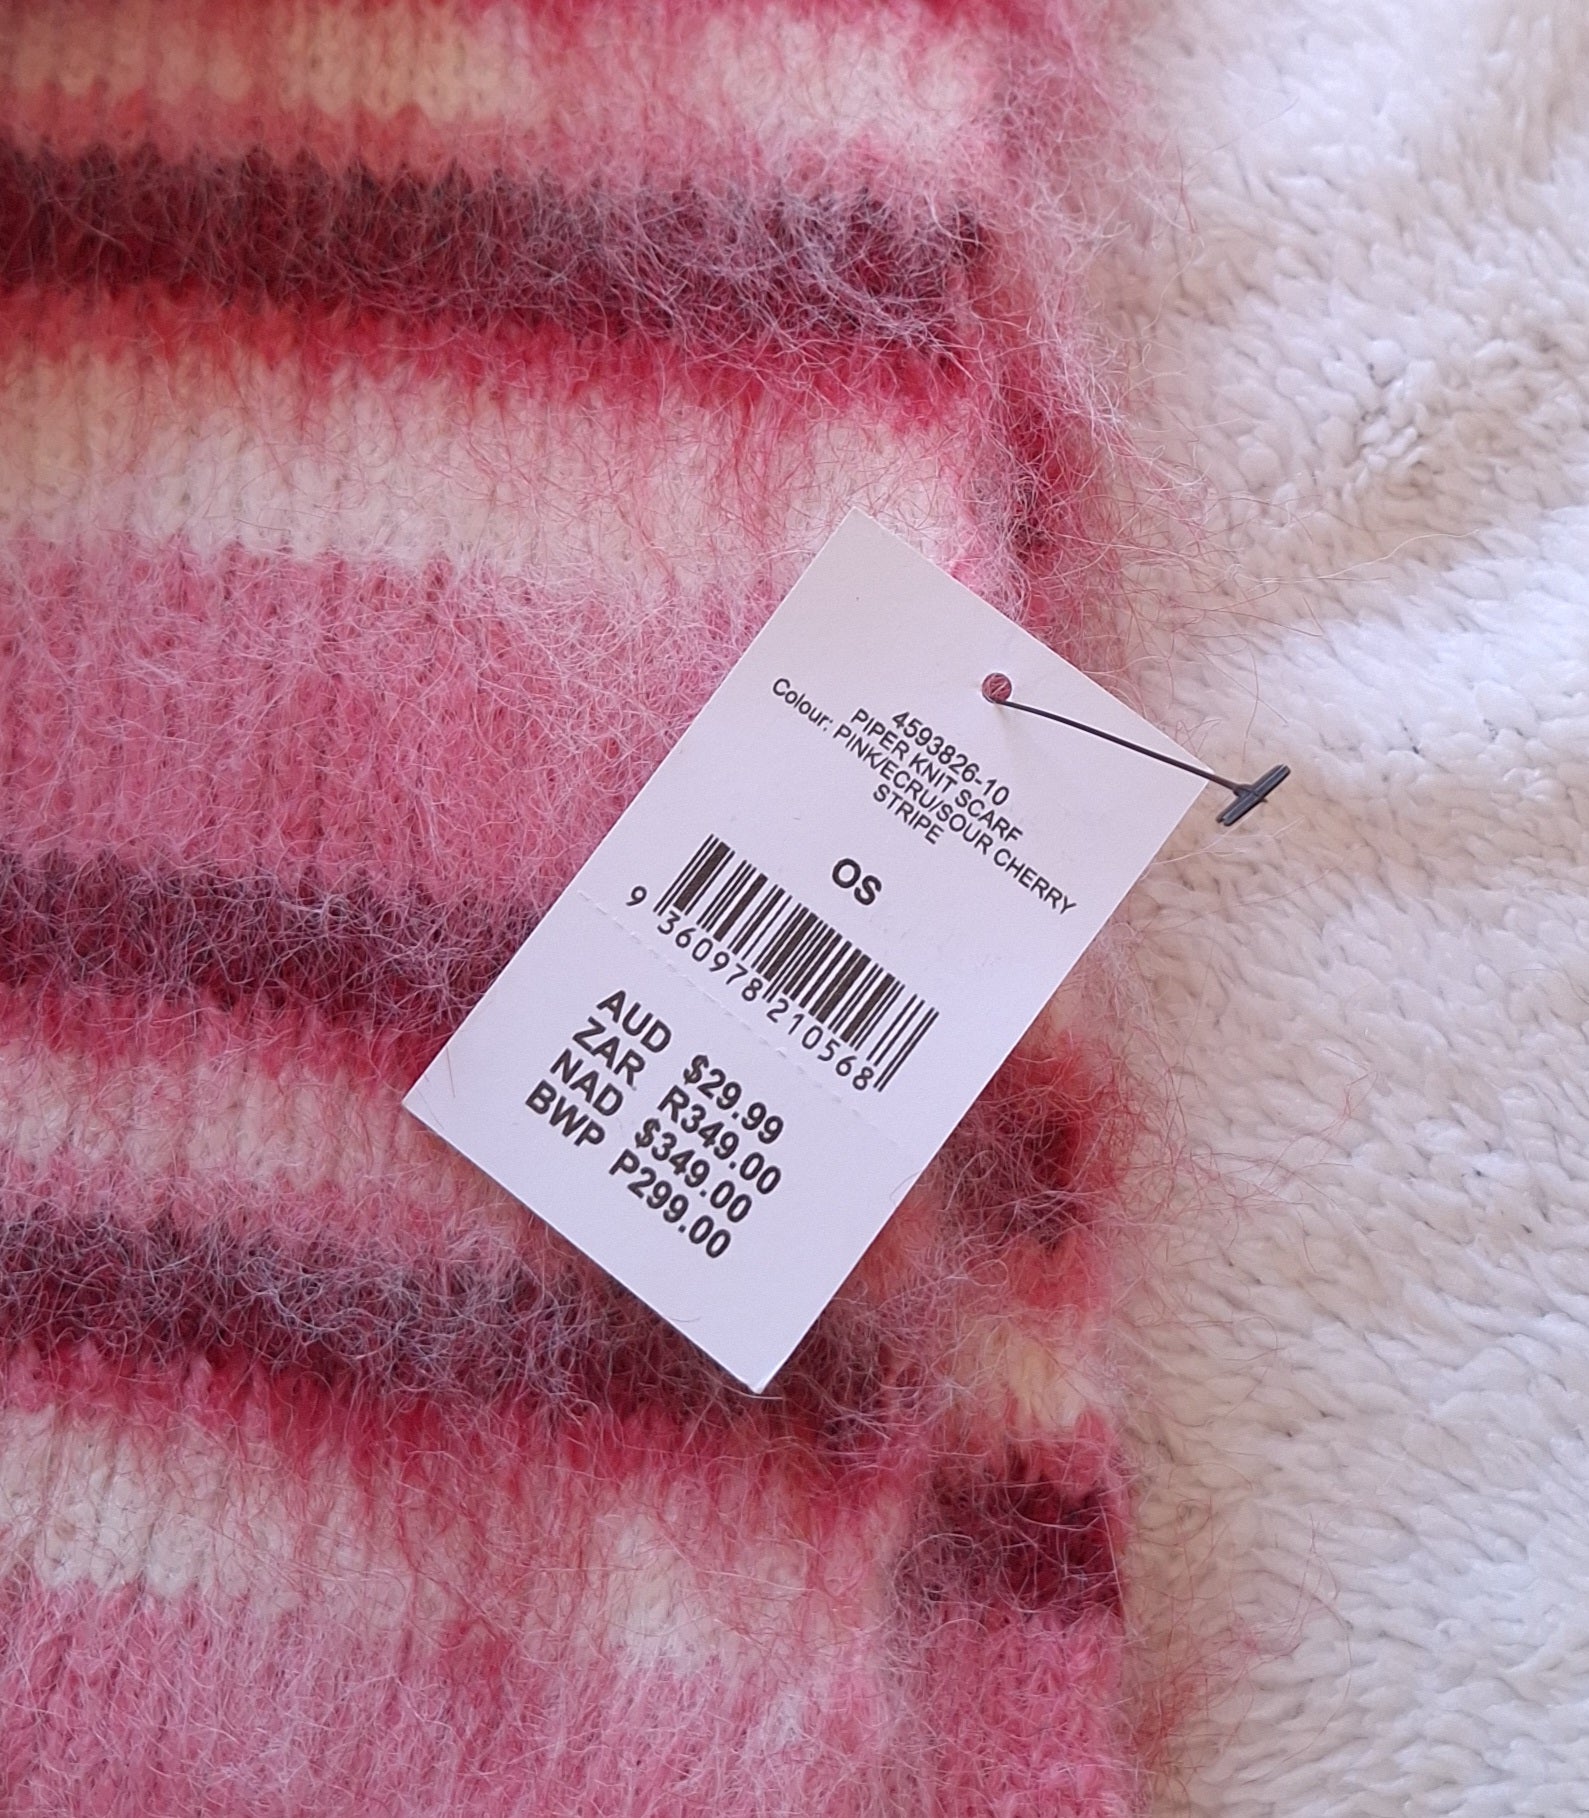 4593826-10
PIPER KNIT SCARF
Colour: PINK/ECRU/SOUR CHERRY
STRIPE
OS
9 360978 210568
AUD $29.99
ZAR R349.00
NAD $349.00
BWP P299.00